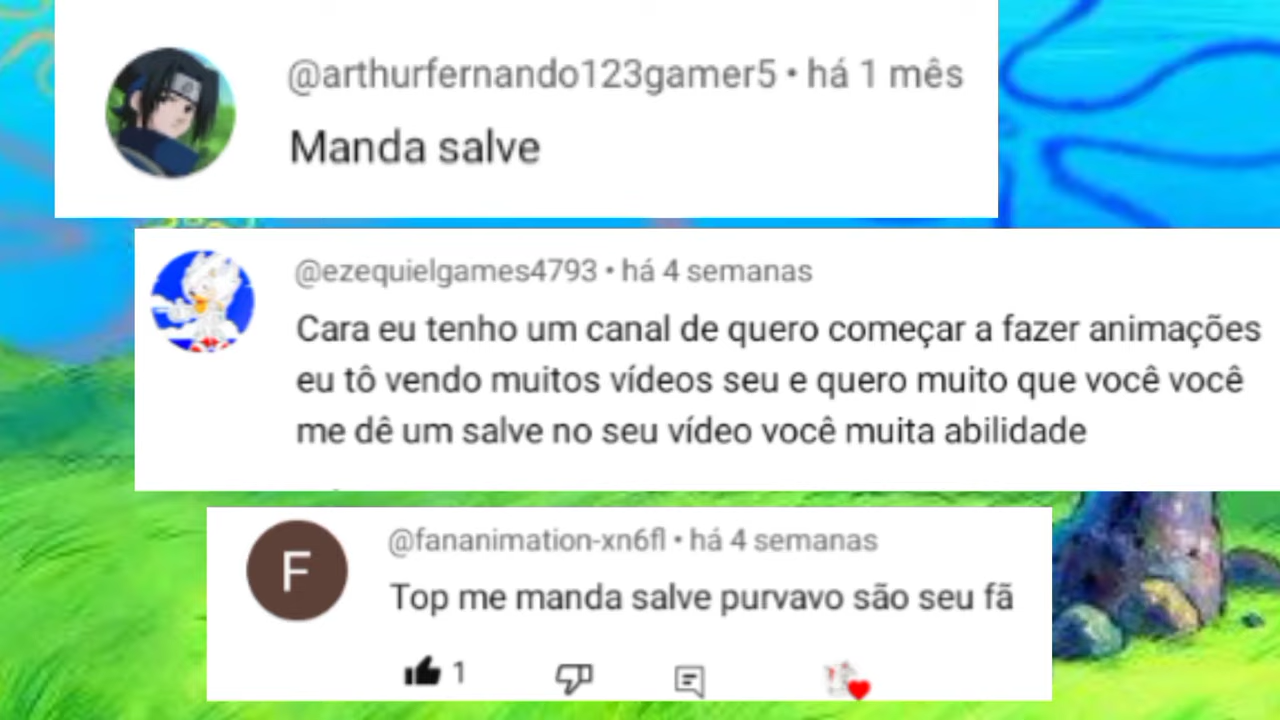 @arthurfernando123gamer5 • há 1 mês
Manda salve
@ezequielgames4793 • há 4 semanas
Cara eu tenho um canal de quero começar a fazer animações
eu tô vendo muitos vídeos seu e quero muito que você você
me dê um salve no seu vídeo você muita abilidade
F
@fananimation-xn6fl • há 4 semanas
Top me manda salve purvavo são seu fã
1